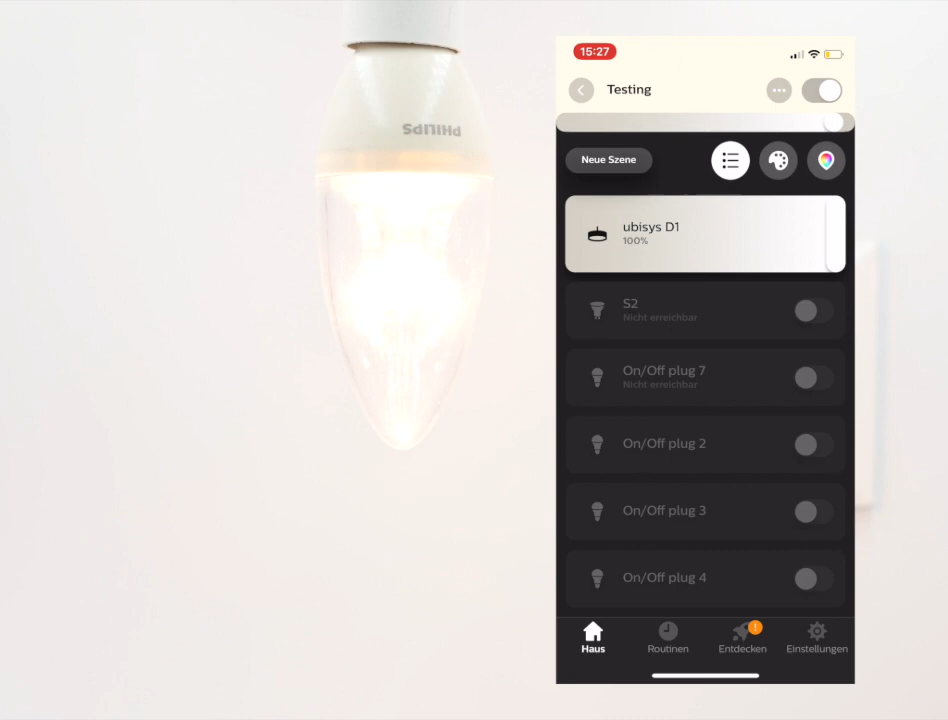 PHILIPS
15:27
Testing
Neue Szene
ubisys D1
100%
S2
Nicht erreichbar
On/Off plug 7
Nicht erreichbar
On/Off plug 2
On/Off plug 3
On/Off plug 4
!
Haus
Routinen
Entdecken
Einstellungen